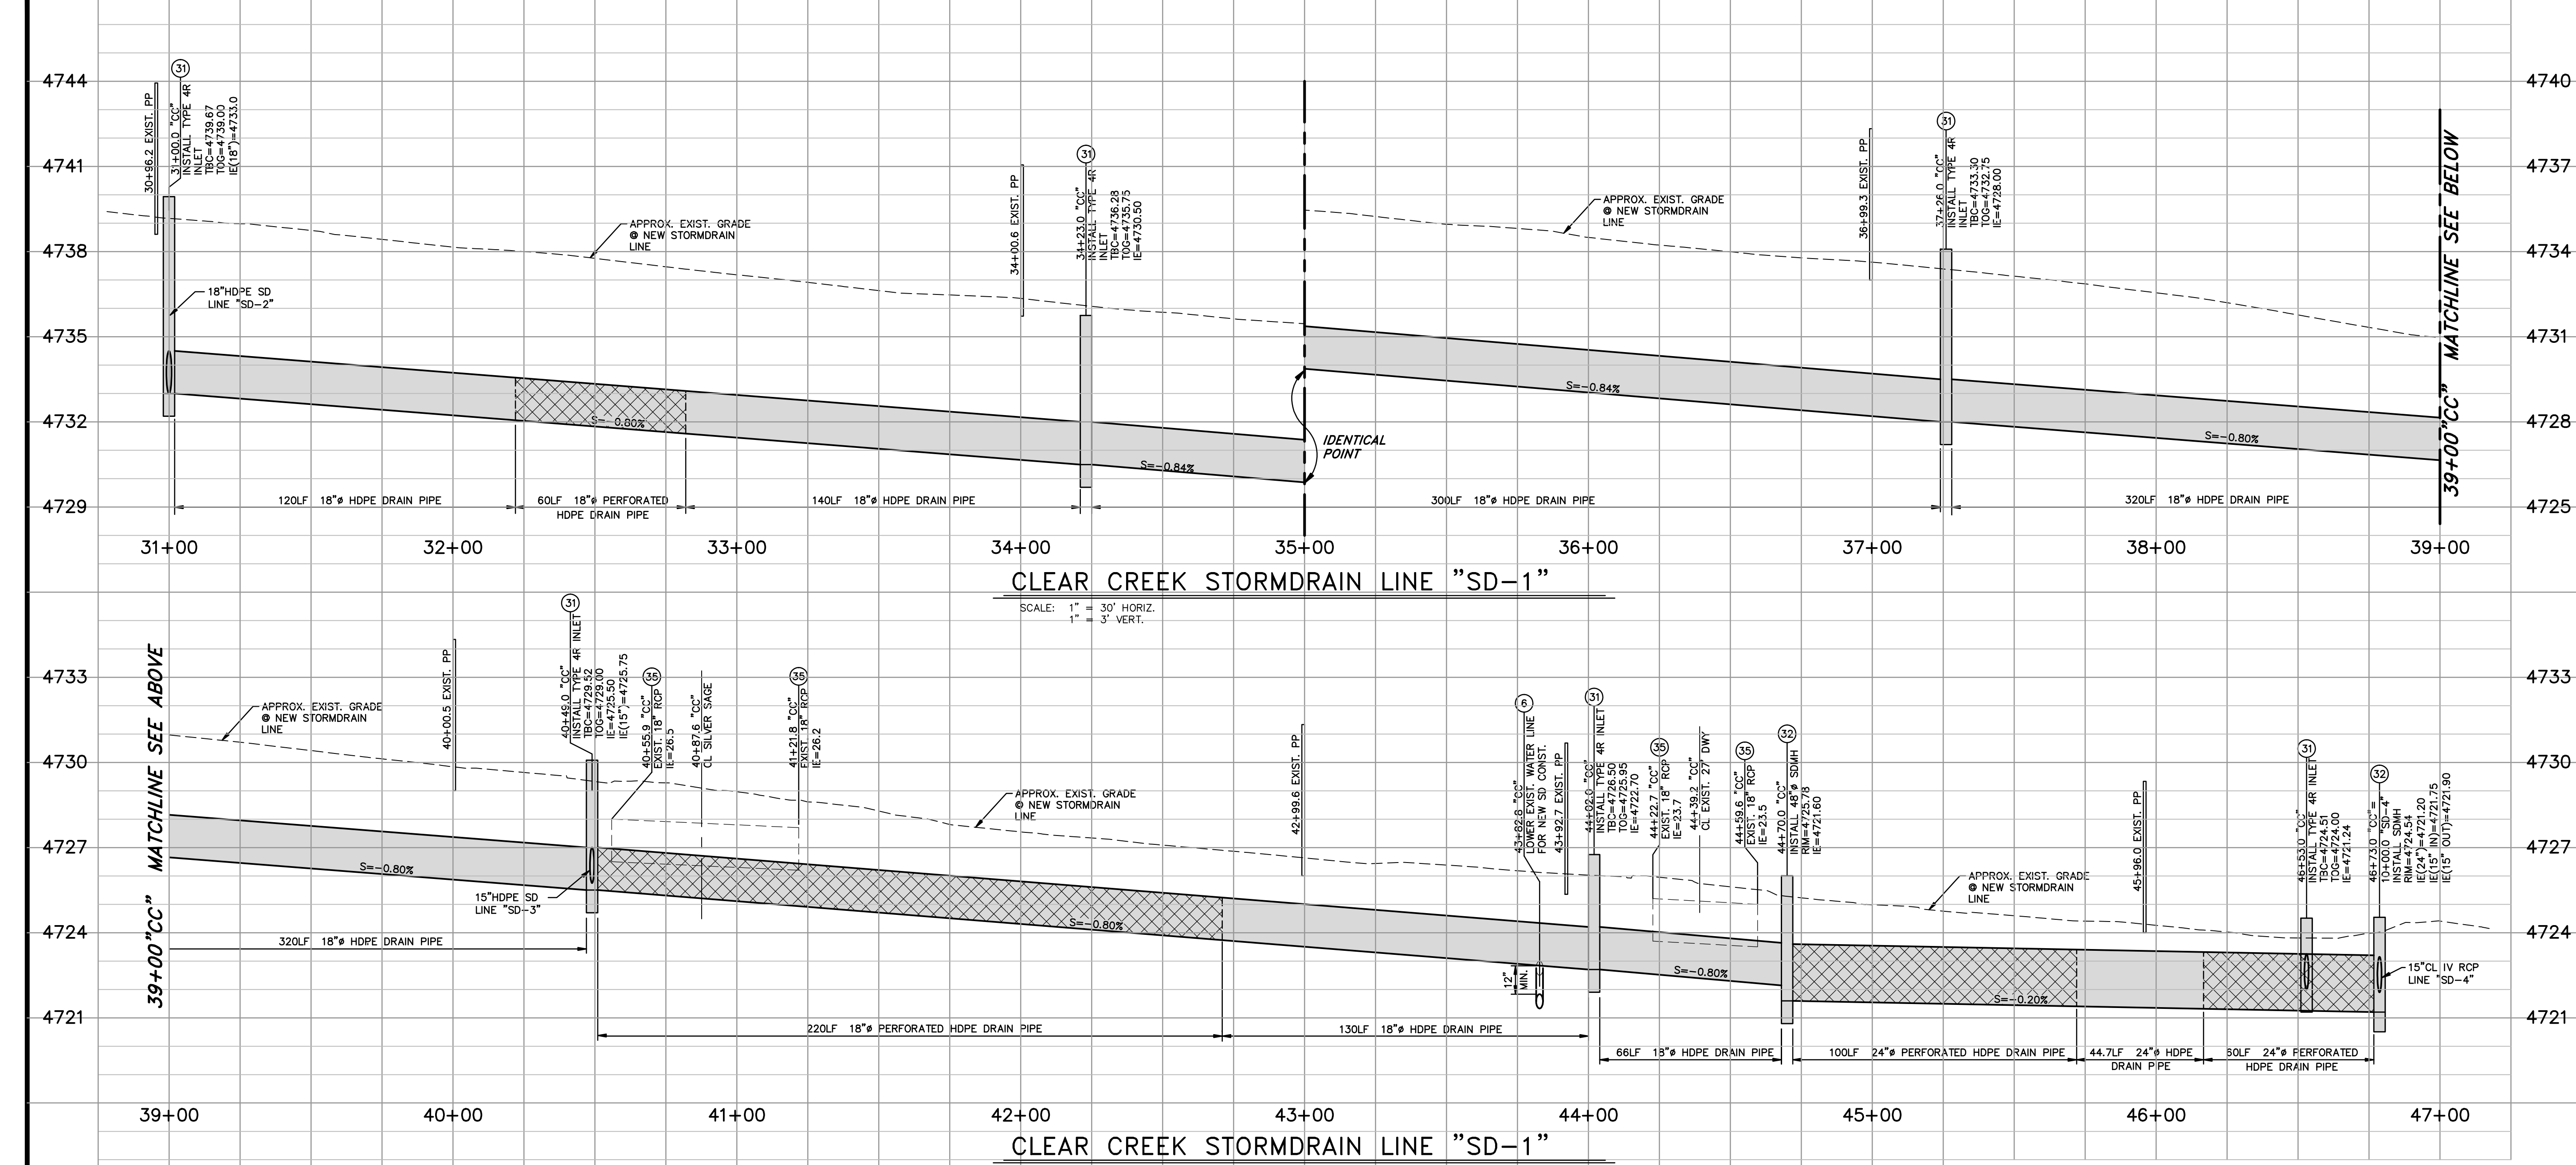 4744
4741
4738
4735
4732
4729
30+96.2 EXIST. PP
31
31+00.0 "CC"
INSTALL TYPE 4R
INLET
TBC=4739.67
TOG=4739.00
IE(18")=4733.0
18"HDPE SD
LINE "SD-2"
APPROX. EXIST. GRADE
@ NEW STORMDRAIN
LINE
34+00.6 EXIST. PP
31
34+23.0 "CC"
INSTALL TYPE 4R
INLET
TBC=4736.28
TOG=4735.75
IE=4730.50
S=-0.80%
S=-0.84%
IDENTICAL
POINT
APPROX. EXIST. GRADE
@ NEW STORMDRAIN
LINE
S=-0.84%
36+99.3 EXIST. PP
31
37+26.0 "CC"
INSTALL TYPE 4R
INLET
TBC=4733.30
TOG=4732.75
IE=4728.00
S=-0.80%
39+00"CC" MATCHLINE SEE BELOW
4740
4737
4734
4731
4728
4725
120LF 18"ø HDPE DRAIN PIPE
60LF 18"ø PERFORATED
HDPE DRAIN PIPE
140LF 18"ø HDPE DRAIN PIPE
300LF 18"ø HDPE DRAIN PIPE
320LF 18"ø HDPE DRAIN PIPE
31+00 32+00 33+00 34+00 35+00 36+00 37+00 38+00 39+00
CLEAR CREEK STORMDRAIN LINE "SD-1"
SCALE: 1" = 30' HORIZ.
1" = 3' VERT.
4733
4730
4727
4724
4721
39+00"CC" MATCHLINE SEE ABOVE
APPROX. EXIST. GRADE
@ NEW STORMDRAIN
LINE
S=-0.80%
40+00.5 EXIST. PP
31
40+49.0 "CC"
INSTALL TYPE 4R INLET
TBC=4729.52
TOG=4729.00
IE=4725.50
IE(15")=4725.75
15"HDPE SD
LINE "SD-3"
35
40+55.9 "CC"
EXIST. 18" RCP
IE=26.5
40+87.6 "CC"
CL SILVER SAGE
35
41+21.8 "CC"
EXIST. 18" RCP
IE=26.2
APPROX. EXIST. GRADE
@ NEW STORMDRAIN
LINE
S=-0.80%
42+99.6 EXIST. PP
6
43+82.8 "CC"
LOWER EXIST. WATER LINE
FOR NEW SD CONST.
43+92.7 EXIST. PP
12"
MIN.
31
44+02.0 "CC"
INSTALL TYPE 4R INLET
TBC=4726.50
TOG=4725.95
IE=4722.70
35
44+22.7 "CC"
EXIST. 18" RCP
IE=23.7
44+39.2 "CC"
CL EXIST. 27' DWY
35
44+59.6 "CC"
EXIST. 18" RCP
IE=23.5
32
44+70.0 "CC"
INSTALL 48"ø SDMH
RIM=4725.78
IE=4721.60
S=-0.80%
APPROX. EXIST. GRADE
@ NEW STORMDRAIN
LINE
S=-0.20%
45+96.0 EXIST. PP
31
46+53.0 "CC"
INSTALL TYPE 4R INLET
TBC=4724.51
TOG=4724.00
IE=4721.24
32
46+73.0 "CC"=
10+00.0 "SD-4"
INSTALL SDMH
RIM=4724.54
IE(24")=4721.20
IE(15" IN)=4721.75
IE(15" OUT)=4721.90
15"CL IV RCP
LINE "SD-4"
4733
4730
4727
4724
4721
320LF 18"ø HDPE DRAIN PIPE
220LF 18"ø PERFORATED HDPE DRAIN PIPE
130LF 18"ø HDPE DRAIN PIPE
66LF 18"ø HDPE DRAIN PIPE
100LF 24"ø PERFORATED HDPE DRAIN PIPE
44.7LF 24"ø HDPE
DRAIN PIPE
60LF 24"ø PERFORATED
HDPE DRAIN PIPE
39+00 40+00 41+00 42+00 43+00 44+00 45+00 46+00 47+00
CLEAR CREEK STORMDRAIN LINE "SD-1"